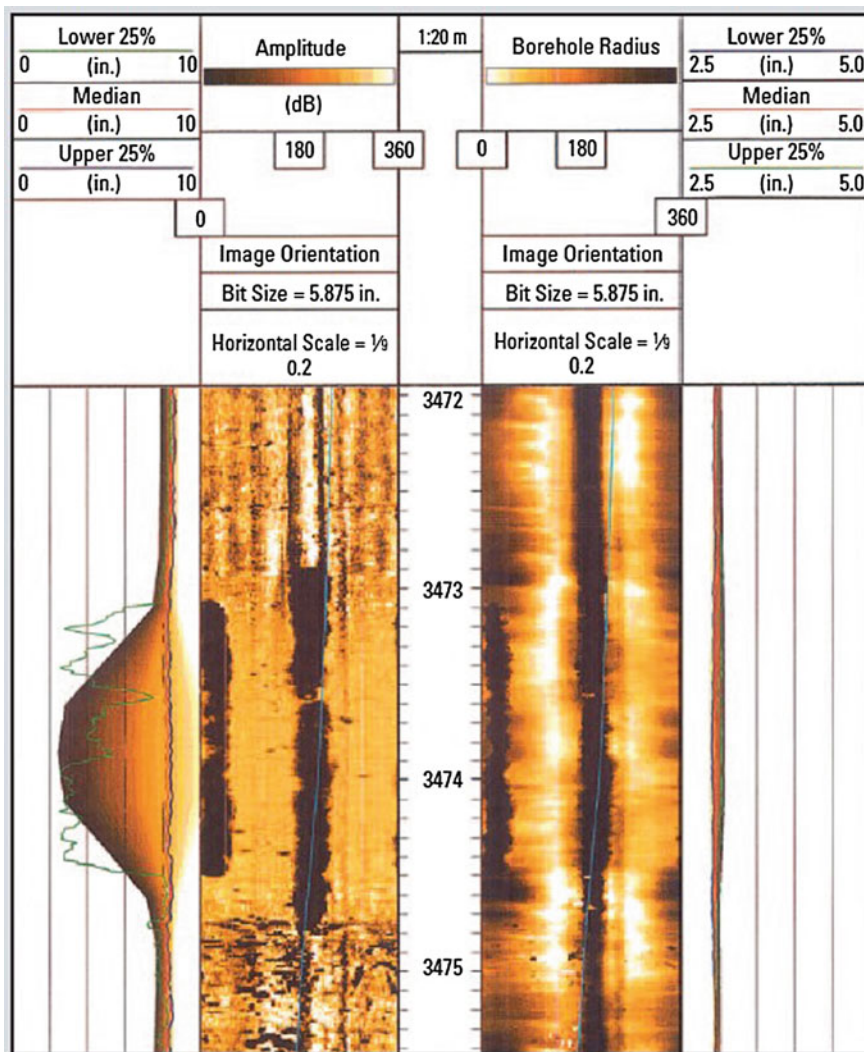 Lower 25%
0 (in.) 10
Median
0 (in.) 10
Upper 25%
0 (in.) 10
Amplitude
(dB)
180
360
0
Image Orientation
Bit Size = 5.875 in.
Horizontal Scale = 1⁄9
0.2
1:20 m
Borehole Radius
0
180
360
Image Orientation
Bit Size = 5.875 in.
Horizontal Scale = 1⁄9
0.2
Lower 25%
2.5 (in.) 5.0
Median
2.5 (in.) 5.0
Upper 25%
2.5 (in.) 5.0
3472
3473
3474
3475